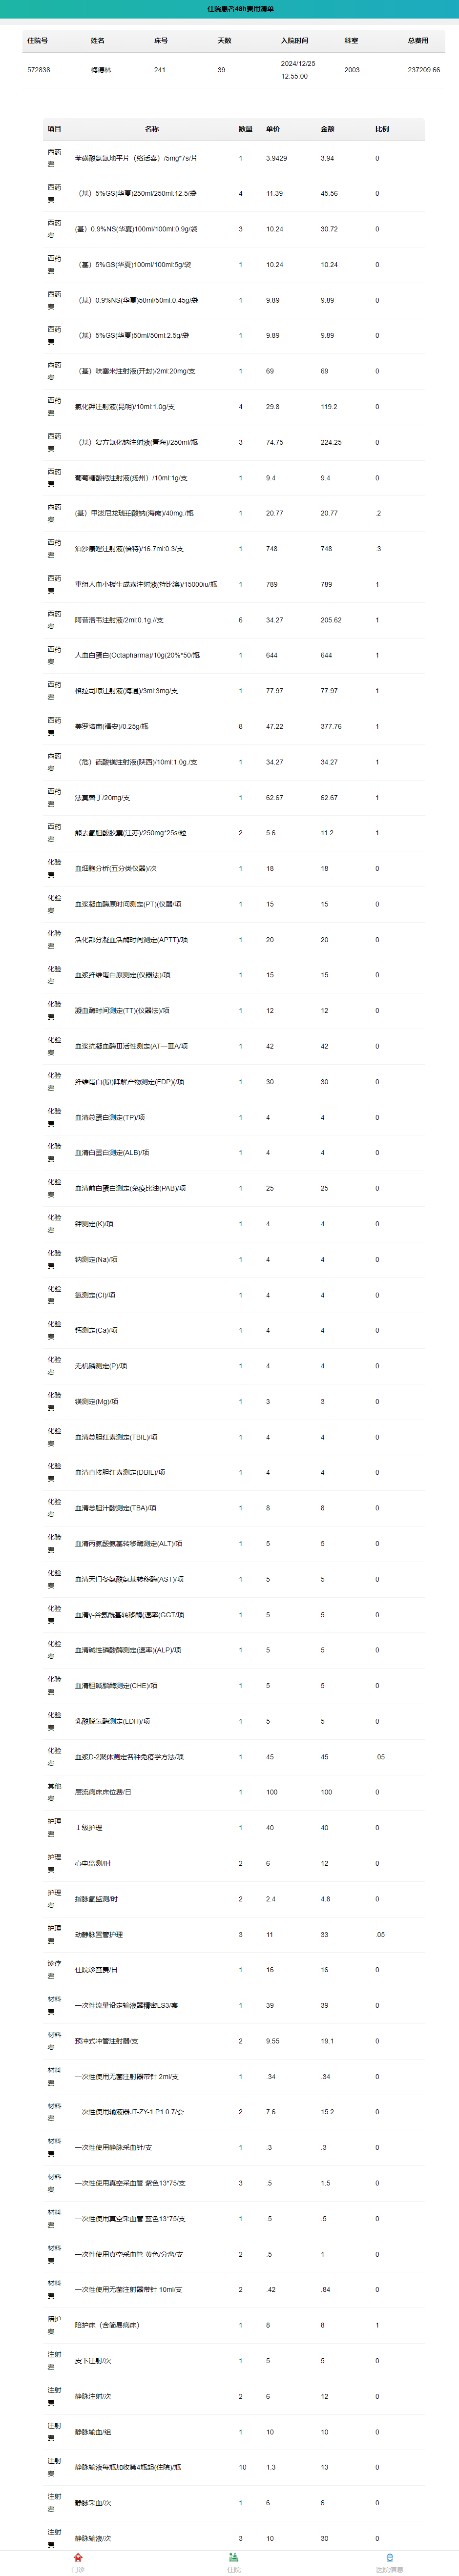 住院患者48h费用清单
住院号 姓名 床号 天数 入院时间 科室 总费用
572838 梅德林 241 39 2024/12/25 12:55:00 2003 237209.66
项目 名称 数量 单价 金额 比例
西药费 苯磺酸氨氯地平片（络活喜）/5mg*7s/片 1 3.9429 3.94 0
西药费 （基）5%GS(华夏)250ml/250ml:12.5/袋 4 11.39 45.56 0
西药费 (基）0.9%NS(华夏)100ml/100ml:0.9g/袋 3 10.24 30.72 0
西药费 （基）5%GS(华夏)100ml/100ml:5g/袋 1 10.24 10.24 0
西药费 （基）0.9%NS(华夏)50ml/50ml:0.45g/袋 1 9.89 9.89 0
西药费 （基）5%GS(华夏)50ml/50ml:2.5g/袋 1 9.89 9.89 0
西药费 （基）呋塞米注射液(开封)/2ml:20mg/支 1 69 69 0
西药费 氯化钾注射液(昆明)/10ml:1.0g/支 4 29.8 119.2 0
西药费 （基）复方氯化钠注射液(青海)/250ml/瓶 3 74.75 224.25 0
西药费 葡萄糖酸钙注射液(扬州）/10ml:1g/支 1 9.4 9.4 0
西药费 (基）甲泼尼龙琥珀酸钠(海南)/40mg /瓶 1 20.77 20.77 .2
西药费 泊沙康唑注射液(倍特)/16.7ml:0.3/支 1 748 748 .3
西药费 重组人血小板生成素注射液(特比澳)/15000iu/瓶 1 789 789 1
西药费 阿昔洛韦注射液/2ml:0.1g //支 6 34.27 205.62 1
西药费 人血白蛋白(Octapharma)/10g(20%*50/瓶 1 644 644 1
西药费 格拉司琼注射液(海通)/3ml:3mg/支 1 77.97 77.97 1
西药费 美罗培南(福安)/0.25g/瓶 8 47.22 377.76 1
西药费 （危）硫酸镁注射液(陕西)/10ml:1.0g /支 1 34.27 34.27 1
西药费 法莫替丁/20mg/支 1 62.67 62.67 1
西药费 熊去氧胆酸胶囊(江苏)/250mg*25s/粒 2 5.6 11.2 1
化验费 血细胞分析(五分类仪器)/次 1 18 18 0
化验费 血浆凝血酶原时间测定(PT)(仪器/项 1 15 15 0
化验费 活化部分凝血活酶时间测定(APTT)/项 1 20 20 0
化验费 血浆纤维蛋白原测定(仪器法)/项 1 15 15 0
化验费 凝血酶时间测定(TT)(仪器法)/项 1 12 12 0
化验费 血浆抗凝血酶Ⅲ活性测定(AT—ⅢA/项 1 42 42 0
化验费 纤维蛋白(原)降解产物测定(FDP)(/项 1 30 30 0
化验费 血清总蛋白测定(TP)/项 1 4 4 0
化验费 血清白蛋白测定(ALB)/项 1 4 4 0
化验费 血清前白蛋白测定(免疫比浊(PAB)/项 1 25 25 0
化验费 钾测定(K)/项 1 4 4 0
化验费 钠测定(Na)/项 1 4 4 0
化验费 氯测定(Cl)/项 1 4 4 0
化验费 钙测定(Ca)/项 1 4 4 0
化验费 无机磷测定(P)/项 1 4 4 0
化验费 镁测定(Mg)/项 1 3 3 0
化验费 血清总胆红素测定(TBIL)/项 1 4 4 0
化验费 血清直接胆红素测定(DBIL)/项 1 4 4 0
化验费 血清总胆汁酸测定(TBA)/项 1 8 8 0
化验费 血清丙氨酸氨基转移酶测定(ALT)/项 1 5 5 0
化验费 血清天门冬氨酸氨基转移酶(AST)/项 1 5 5 0
化验费 血清γ-谷氨酰基转移酶(速率(GGT/项 1 5 5 0
化验费 血清碱性磷酸酶测定(速率)(ALP)/项 1 5 5 0
化验费 血清胆碱脂酶测定(CHE)/项 1 5 5 0
化验费 乳酸脱氢酶测定(LDH)/项 1 5 5 0
化验费 血浆D-2聚体测定各种免疫学方法/项 1 45 45 .05
其他费 层流病床床位费/日 1 100 100 0
护理费 Ⅰ级护理 1 40 40 0
护理费 心电监测/时 2 6 12 0
护理费 指脉氧监测/时 2 2.4 4.8 0
护理费 动静脉置管护理 3 11 33 .05
诊疗费 住院诊查费/日 1 16 16 0
材料费 一次性流量设定输液器精密LS3/套 1 39 39 0
材料费 预冲式冲管注射器/支 2 9.55 19.1 0
材料费 一次性使用无菌注射器带针 2ml/支 1 .34 .34 0
材料费 一次性使用输液器JT-ZY-1 P1 0.7/套 2 7.6 15.2 0
材料费 一次性使用静脉采血针/支 1 .3 .3 0
材料费 一次性使用真空采血管 紫色13*75/支 3 .5 1.5 0
材料费 一次性使用真空采血管 蓝色13*75/支 1 .5 .5 0
材料费 一次性使用真空采血管 黄色/分离/支 2 .5 1 0
材料费 一次性使用无菌注射器带针 10ml/支 2 .42 .84 0
陪护费 陪护床（含简易病床） 1 8 8 1
注射费 皮下注射/次 1 5 5 0
注射费 静脉注射/次 2 6 12 0
注射费 静脉输血/组 1 10 10 0
注射费 静脉输液每瓶加收第4瓶起(住院)/瓶 10 1.3 13 0
注射费 静脉采血/次 1 6 6 0
注射费 静脉输液/次 3 10 30 0
门诊 住院 医院信息